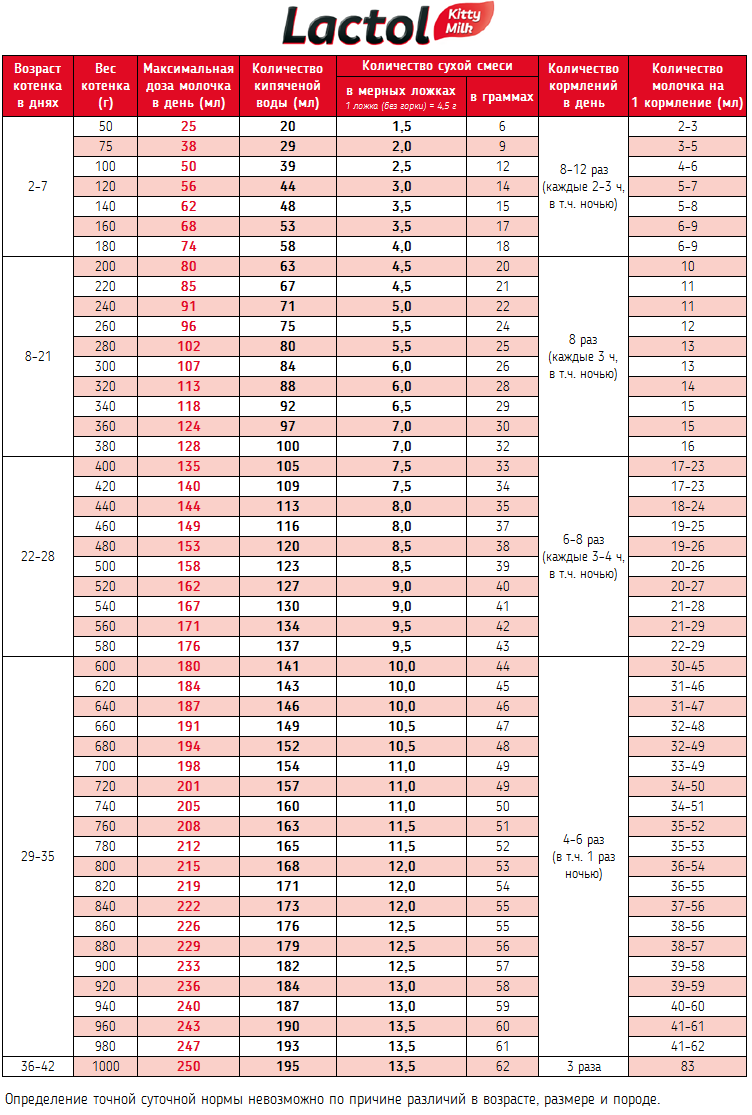 Lactol Kitty Milk
Возраст котенка в днях | Вес котенка (г) | Максимальная доза молочка в день (мл) | Количество кипяченой воды (мл) | Количество сухой смеси | Количество кормлений в день | Количество молочка на 1 кормление (мл)
в мерных ложках 1 ложка (без горки) = 4,5 г | в граммах
2-7 | 50 | 25 | 20 | 1,5 | 6 | 8-12 раз (каждые 2-3 ч, в т.ч. ночью) | 2-3
75 | 38 | 29 | 2,0 | 9 | 3-5
100 | 50 | 39 | 2,5 | 12 | 4-6
120 | 56 | 44 | 3,0 | 14 | 5-7
140 | 62 | 48 | 3,5 | 15 | 5-8
160 | 68 | 53 | 3,5 | 17 | 6-9
180 | 74 | 58 | 4,0 | 18 | 6-9
8-21 | 200 | 80 | 63 | 4,5 | 20 | 8 раз (каждые 3 ч, в т.ч. ночью) | 10
220 | 85 | 67 | 4,5 | 21 | 11
240 | 91 | 71 | 5,0 | 22 | 11
260 | 96 | 75 | 5,5 | 24 | 12
280 | 102 | 80 | 5,5 | 25 | 13
300 | 107 | 84 | 6,0 | 26 | 13
320 | 113 | 88 | 6,0 | 28 | 14
340 | 118 | 92 | 6,5 | 29 | 15
360 | 124 | 97 | 7,0 | 30 | 15
380 | 128 | 100 | 7,0 | 32 | 16
22-28 | 400 | 135 | 105 | 7,5 | 33 | 6-8 раз (каждые 3-4 ч, в т.ч. ночью) | 17-23
420 | 140 | 109 | 7,5 | 34 | 17-23
440 | 144 | 113 | 8,0 | 35 | 18-24
460 | 149 | 116 | 8,0 | 37 | 19-25
480 | 153 | 120 | 8,5 | 38 | 19-26
500 | 158 | 123 | 8,5 | 39 | 20-26
520 | 162 | 127 | 9,0 | 40 | 20-27
540 | 167 | 130 | 9,0 | 41 | 21-28
560 | 171 | 134 | 9,5 | 42 | 21-29
580 | 176 | 137 | 9,5 | 43 | 22-29
29-35 | 600 | 180 | 141 | 10,0 | 44 | 4-6 раз (в т.ч. 1 раз ночью) | 30-45
620 | 184 | 143 | 10,0 | 45 | 31-46
640 | 187 | 146 | 10,0 | 46 | 31-47
660 | 191 | 149 | 10,5 | 47 | 32-48
680 | 194 | 152 | 10,5 | 48 | 32-49
700 | 198 | 154 | 11,0 | 49 | 33-49
720 | 201 | 157 | 11,0 | 49 | 34-50
740 | 205 | 160 | 11,0 | 50 | 34-51
760 | 208 | 163 | 11,5 | 51 | 35-52
780 | 212 | 165 | 11,5 | 52 | 35-53
800 | 215 | 168 | 12,0 | 53 | 36-54
820 | 219 | 171 | 12,0 | 54 | 36-55
840 | 222 | 173 | 12,0 | 55 | 37-56
860 | 226 | 176 | 12,5 | 55 | 38-56
880 | 229 | 179 | 12,5 | 56 | 38-57
900 | 233 | 182 | 12,5 | 57 | 39-58
920 | 236 | 184 | 13,0 | 58 | 39-59
940 | 240 | 187 | 13,0 | 59 | 40-60
960 | 243 | 190 | 13,5 | 60 | 41-61
980 | 247 | 193 | 13,5 | 61 | 41-62
36-42 | 1000 | 250 | 195 | 13,5 | 62 | 3 раза | 83
Определение точной суточной нормы невозможно по причине различий в возрасте, размере и породе.